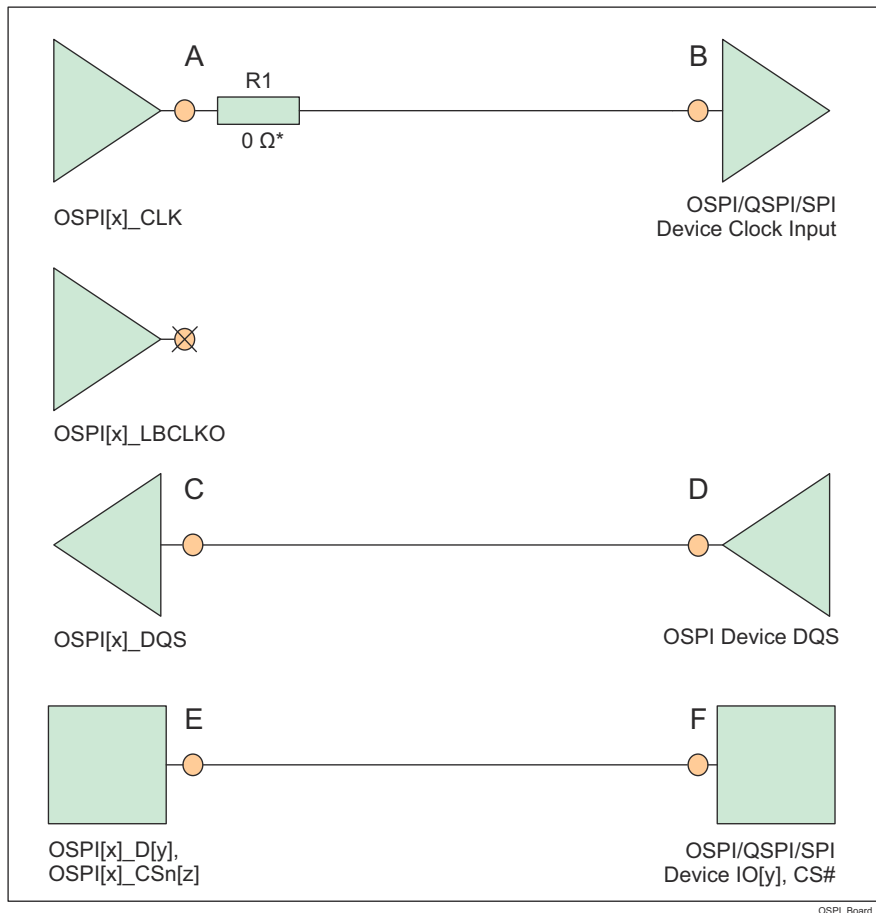 A
B
R1
0 Ω*
OSPI[x]_CLK
OSPI/QSPI/SPI
Device Clock Input
OSPI[x]_LBCLKO
C
D
OSPI[x]_DQS
OSPI Device DQS
E
F
OSPI[x]_D[y],
OSPI[x]_CSn[z]
OSPI/QSPI/SPI
Device IO[y], CS#
OSPI_Board